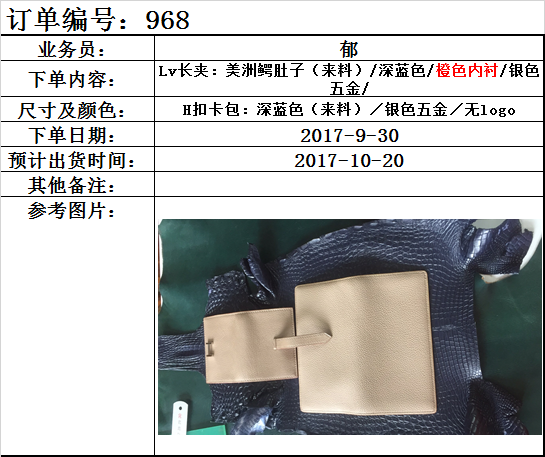 订单编号：968
业务员：
郁
下单内容：
Lv长夹：美洲鳄肚子（来料）/深蓝色/橙色内衬/银色
五金/
尺寸及颜色：
H扣卡包：深蓝色（来料）／银色五金／无logo
下单日期：
2017-9-30
预计出货时间：
2017-10-20
其他备注：
参考图片：